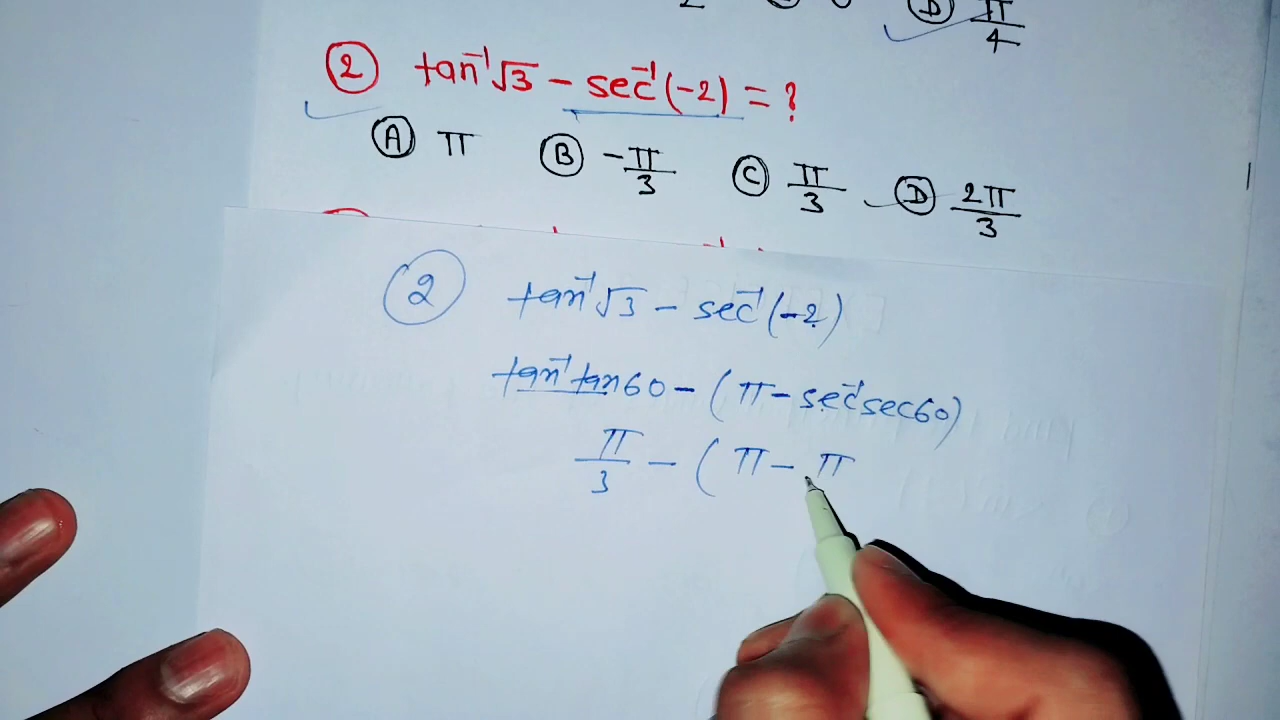 Ⓓ π/4
② tan⁻¹√3 − sec⁻¹(−2) = ?
Ⓐ π Ⓑ −π/3 Ⓒ π/3 Ⓓ 2π/3
② tan⁻¹√3 − sec⁻¹(−2)
tan⁻¹tan60 − (π − sec⁻¹sec60)
π/3 − (π − π